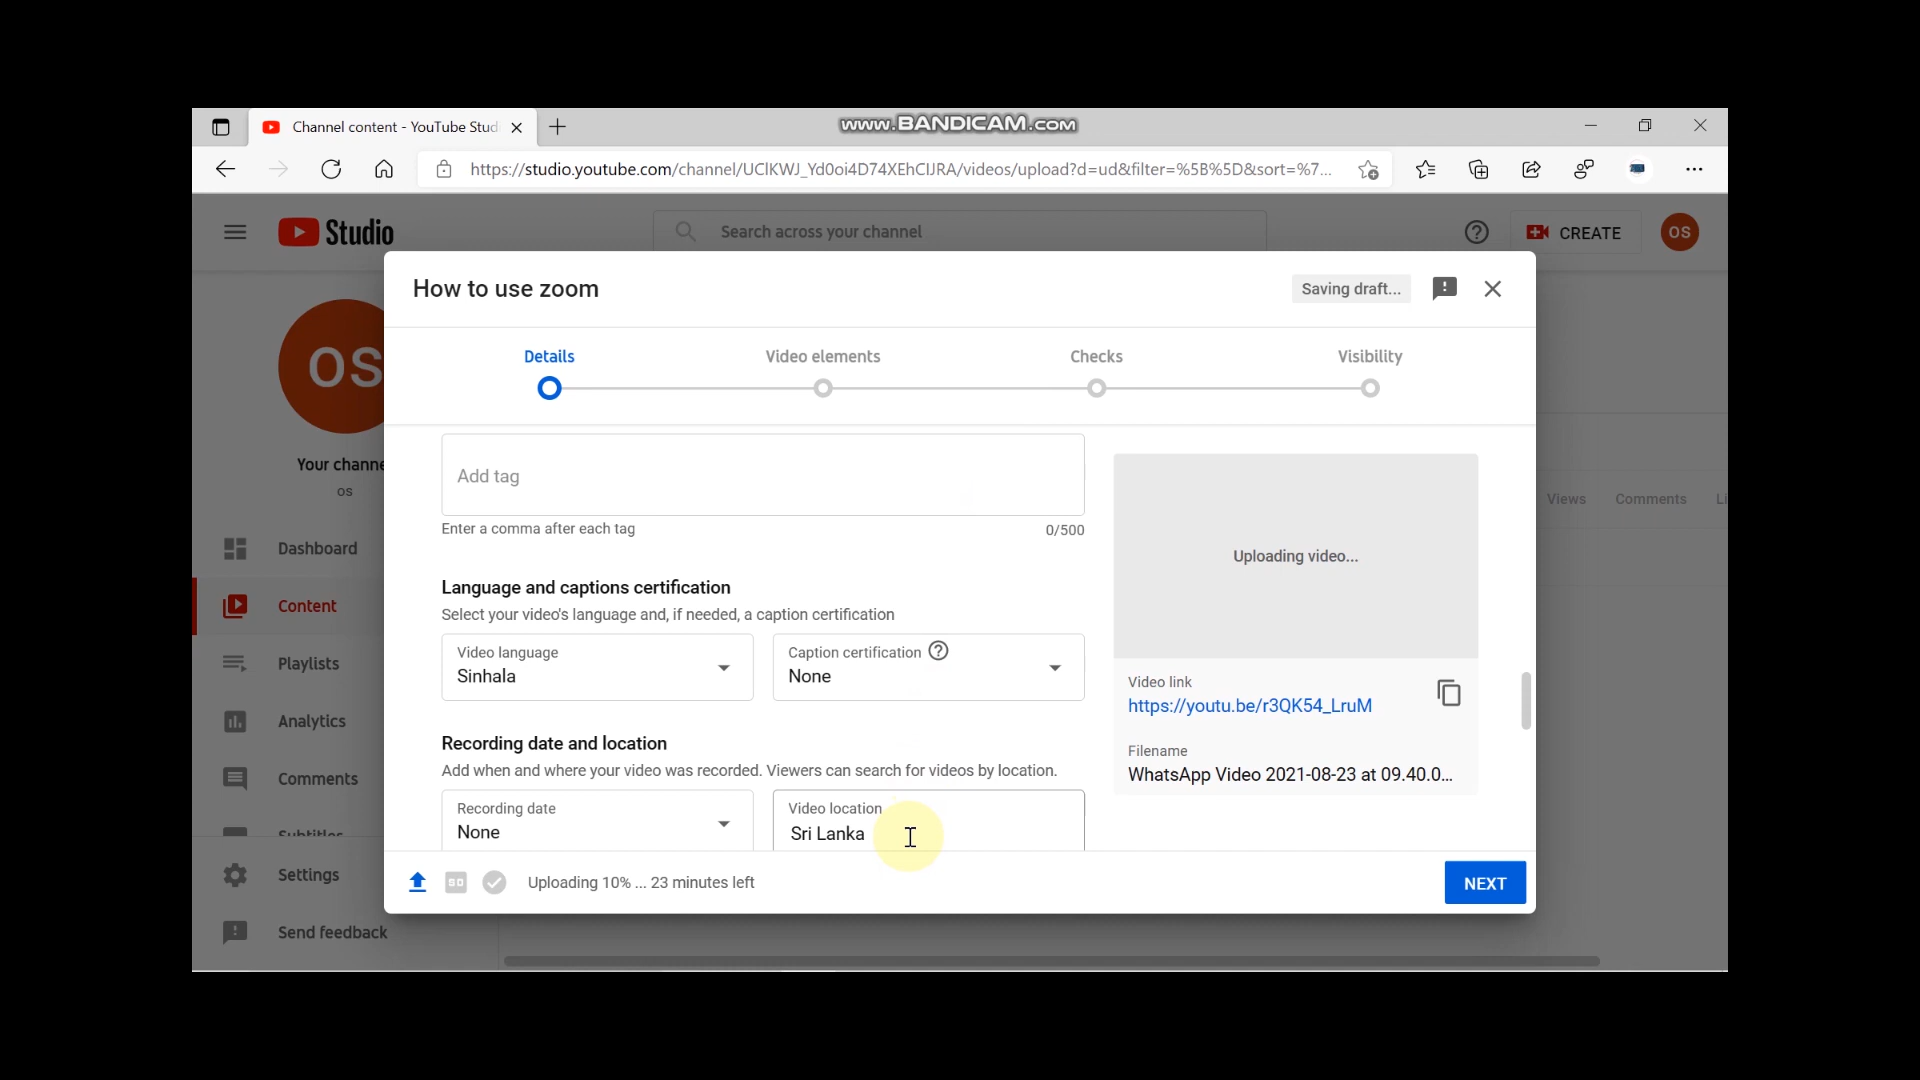 Channel content - YouTube Stud
www.BANDICAM.com
https://studio.youtube.com/channel/UClKWJ_Yd0oi4D74XEhCIJRA/videos/upload?d=ud&filter=%5B%5D&sort=%7...
Studio
Search across your channel
CREATE
OS
How to use zoom
Saving draft...
Details
Video elements
Checks
Visibility
OS
Your channe
os
Dashboard
Content
Playlists
Analytics
Comments
Subtitles
Settings
Send feedback
Add tag
Enter a comma after each tag
0/500
Language and captions certification
Select your video's language and, if needed, a caption certification
Video language
Sinhala
Caption certification
None
Recording date and location
Add when and where your video was recorded. Viewers can search for videos by location.
Recording date
None
Video location
Sri Lanka
Uploading video...
Video link
https://youtu.be/r3QK54_LruM
Filename
WhatsApp Video 2021-08-23 at 09.40.0...
Views
Comments
Li
SD
Uploading 10% ... 23 minutes left
NEXT